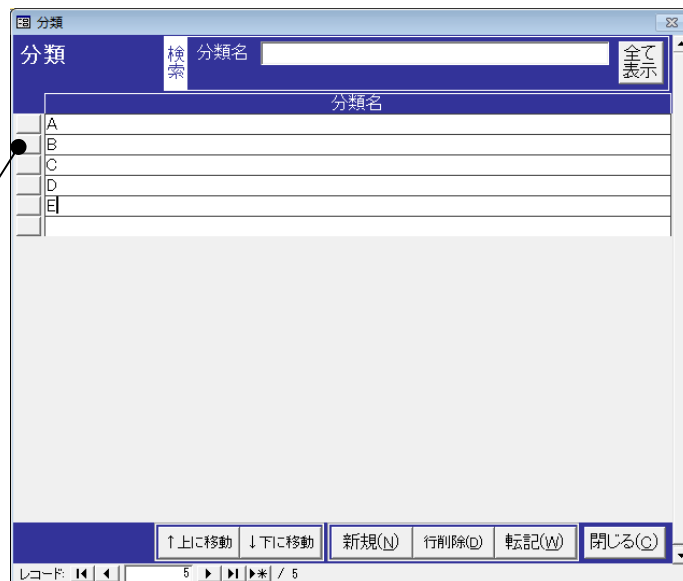 分類
分類 検索 分類名 全て表示
分類名
A
B
C
D
E
↑上に移動 ↓下に移動 新規(N) 行削除(D) 転記(W) 閉じる(C)
レコード: 5 / 5